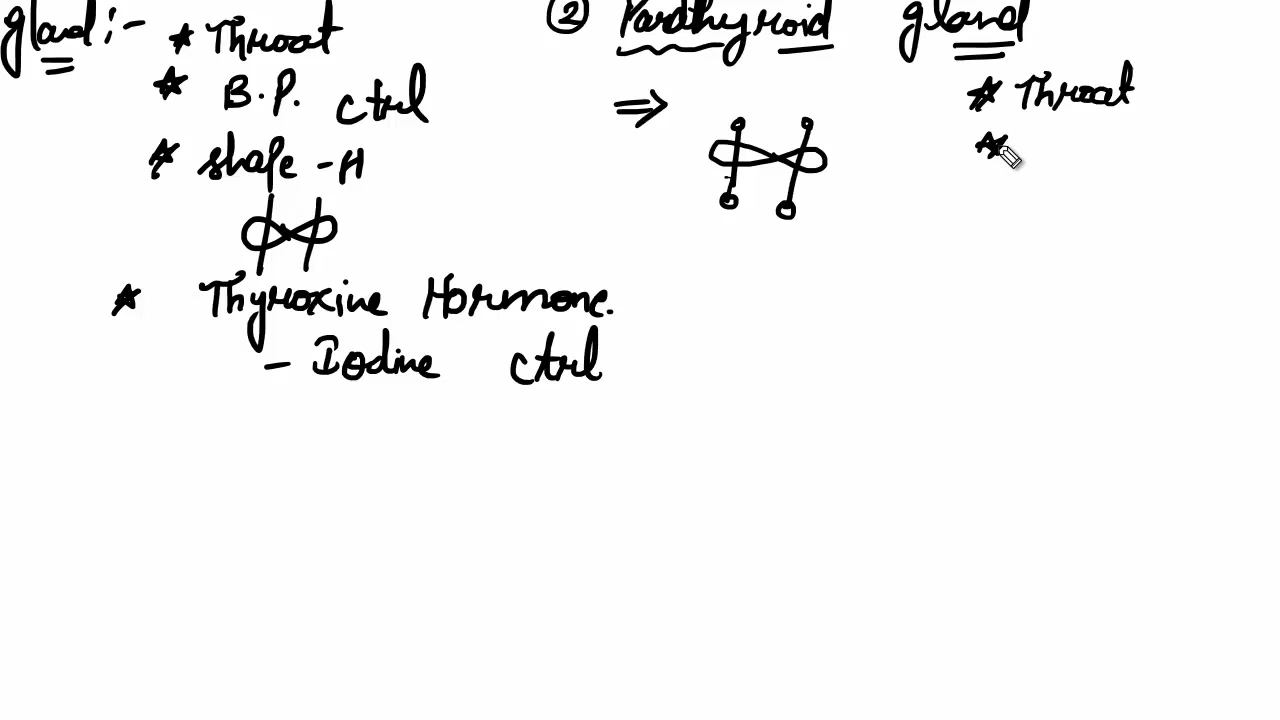 gland :-
* Throat
* B.P. ctrl
* shape - H
* Thyroxine Hormone.
- Iodine ctrl
② Parathyroid gland
⇒
* Throat
*